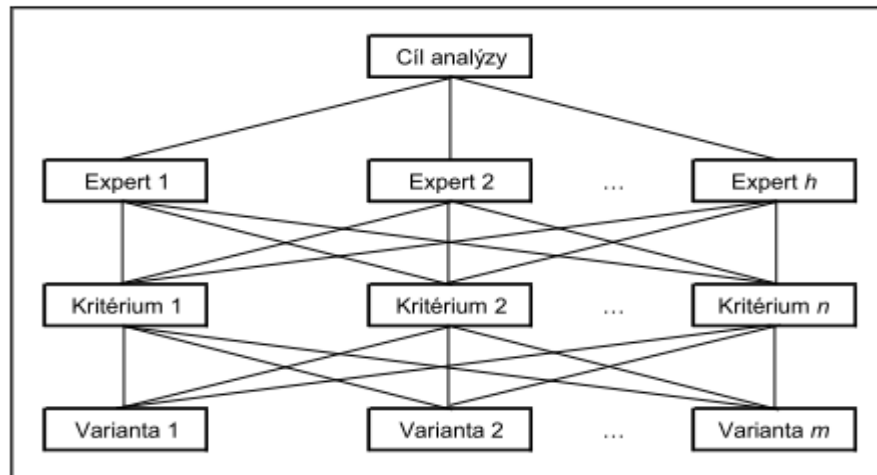 Cíl analýzy
Expert 1 Expert 2 … Expert h
Kritérium 1 Kritérium 2 … Kritérium n
Varianta 1 Varianta 2 … Varianta m